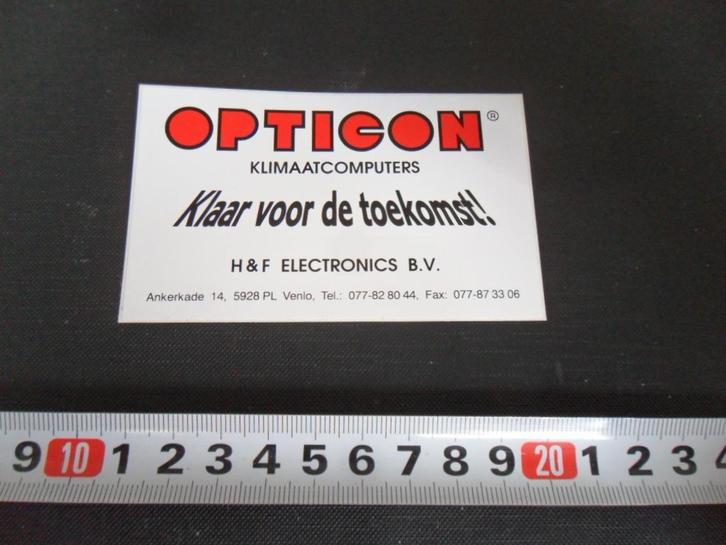 OPTICON®
KLIMAATCOMPUTERS
Klaar voor de toekomst!
H & F ELECTRONICS B.V.
Ankerkade 14, 5928 PL Venlo, Tel.: 077-82 80 44, Fax: 077-87 33 06
9 10 1 2 3 4 5 6 7 8 9 20 1 2 3 4